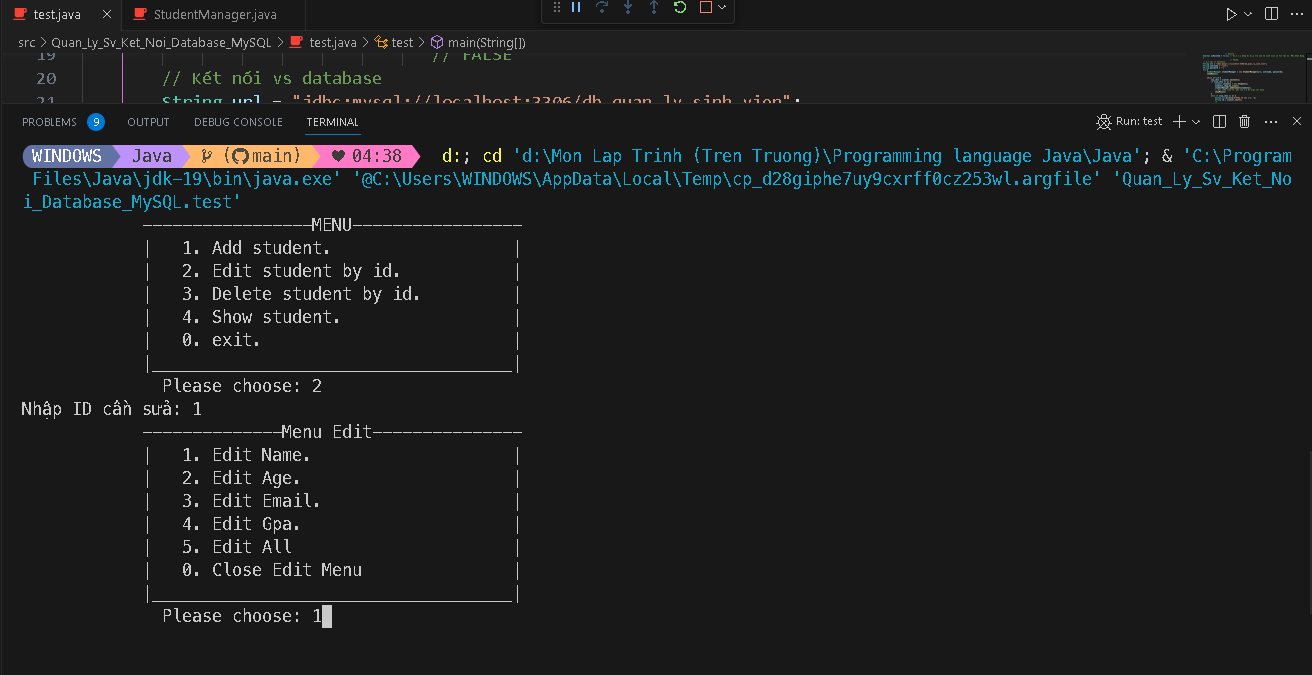 test.java StudentManager.java
src > Quan_Ly_Sv_Ket_Noi_Database_MySQL > test.java > test > main(String[])
19 // FALSE
20 // Kết nối vs database
21 String url = "jdbc:mysql://localhost:3306/db_quan_ly_sinh_vien";
PROBLEMS 9 OUTPUT DEBUG CONSOLE TERMINAL Run: test
WINDOWS Java (main) 04:38 d:; cd 'd:\Mon Lap Trinh (Tren Truong)\Programming language Java\Java'; & 'C:\Program
Files\Java\jdk-19\bin\java.exe' '@C:\Users\WINDOWS\AppData\Local\Temp\cp_d28giphe7uy9cxrff0cz253wl.argfile' 'Quan_Ly_Sv_Ket_No
i_Database_MySQL.test'
-----------------MENU-----------------
| 1. Add student. |
| 2. Edit student by id. |
| 3. Delete student by id. |
| 4. Show student. |
| 0. exit. |
|____________________________________|
Please choose: 2
Nhập ID cần sưả: 1
--------------Menu Edit---------------
| 1. Edit Name. |
| 2. Edit Age. |
| 3. Edit Email. |
| 4. Edit Gpa. |
| 5. Edit All |
| 0. Close Edit Menu |
|____________________________________|
Please choose: 1